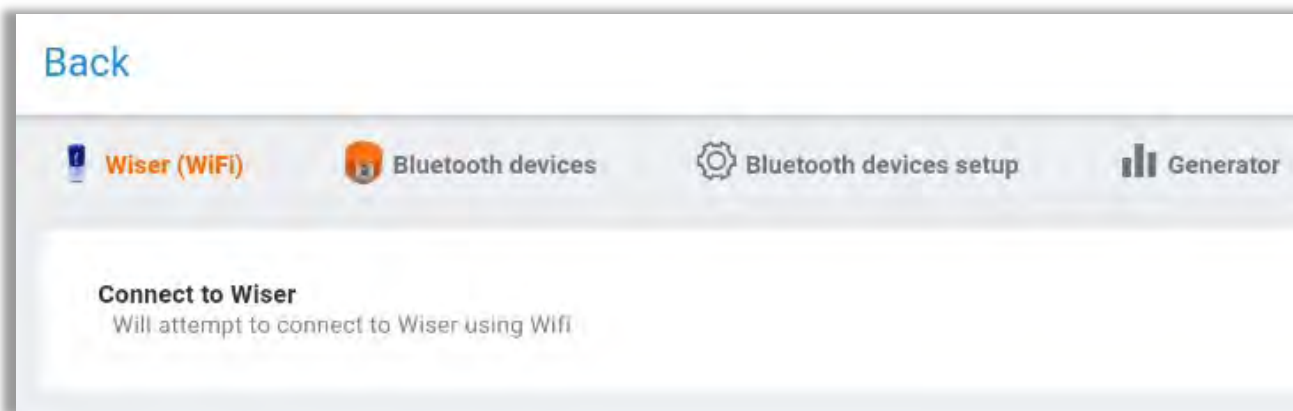 Back
Wiser (WiFi) Bluetooth devices Bluetooth devices setup Generator
Connect to Wiser
Will attempt to connect to Wiser using Wifi